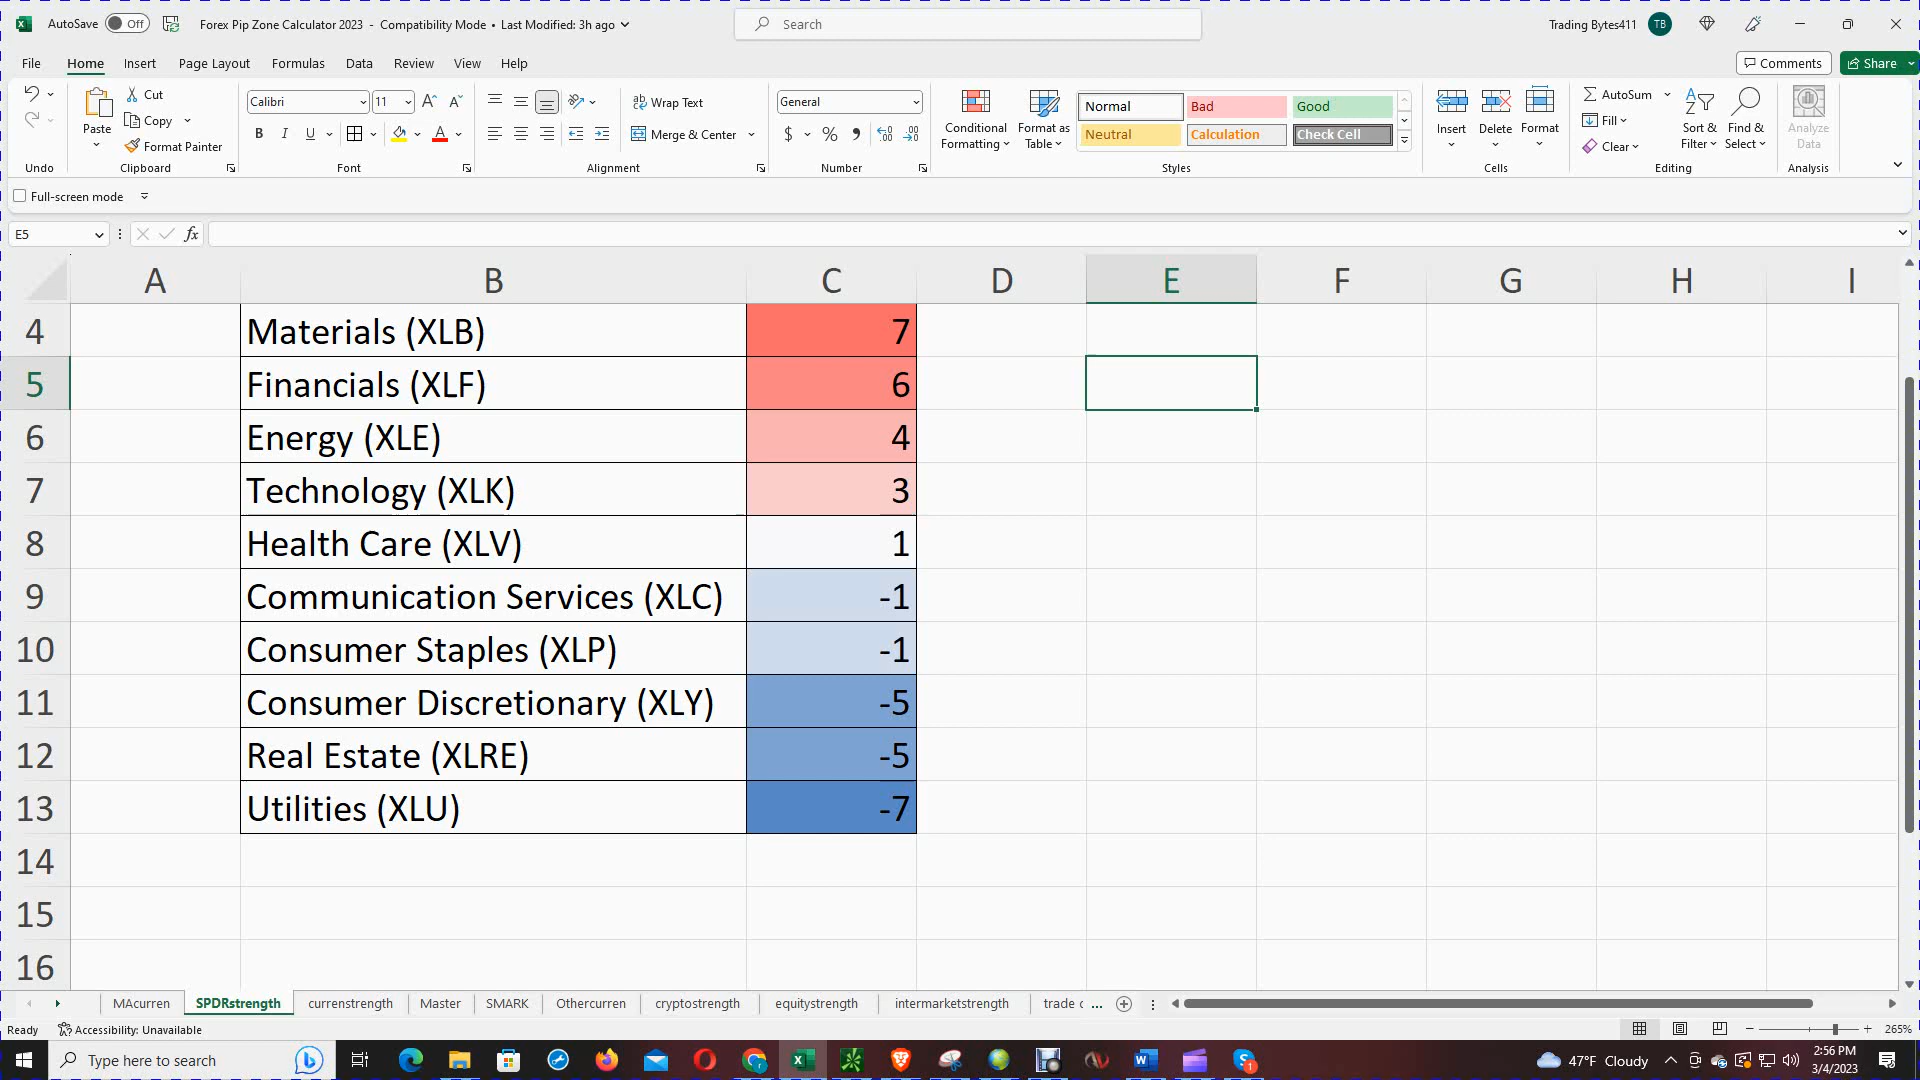 AutoSave Off Forex Pip Zone Calculator 2023 - Compatibility Mode • Last Modified: 3h ago Search Trading Bytes411 TB
File Home Insert Page Layout Formulas Data Review View Help Comments Share
Undo
Paste Cut Copy Format Painter
Clipboard
Calibri 11
B I U A
Font
Wrap Text
Merge & Center
Alignment
General
$ % ,
Number
Conditional Formatting
Format as Table
Normal Bad Good
Neutral Calculation Check Cell
Styles
Insert Delete Format
Cells
AutoSum
Fill
Clear
Sort & Filter
Find & Select
Editing
Analyze Data
Analysis
Full-screen mode
E5 fx
A B C D E F G H I
4 Materials (XLB) 7
5 Financials (XLF) 6
6 Energy (XLE) 4
7 Technology (XLK) 3
8 Health Care (XLV) 1
9 Communication Services (XLC) -1
10 Consumer Staples (XLP) -1
11 Consumer Discretionary (XLY) -5
12 Real Estate (XLRE) -5
13 Utilities (XLU) -7
14
15
16
MAcurren SPDRstrength currenstrength Master SMARK Othercurren cryptostrength equitystrength intermarketstrength trade c ...
Ready Accessibility: Unavailable 265%
Type here to search 47°F Cloudy 2:56 PM
3/4/2023